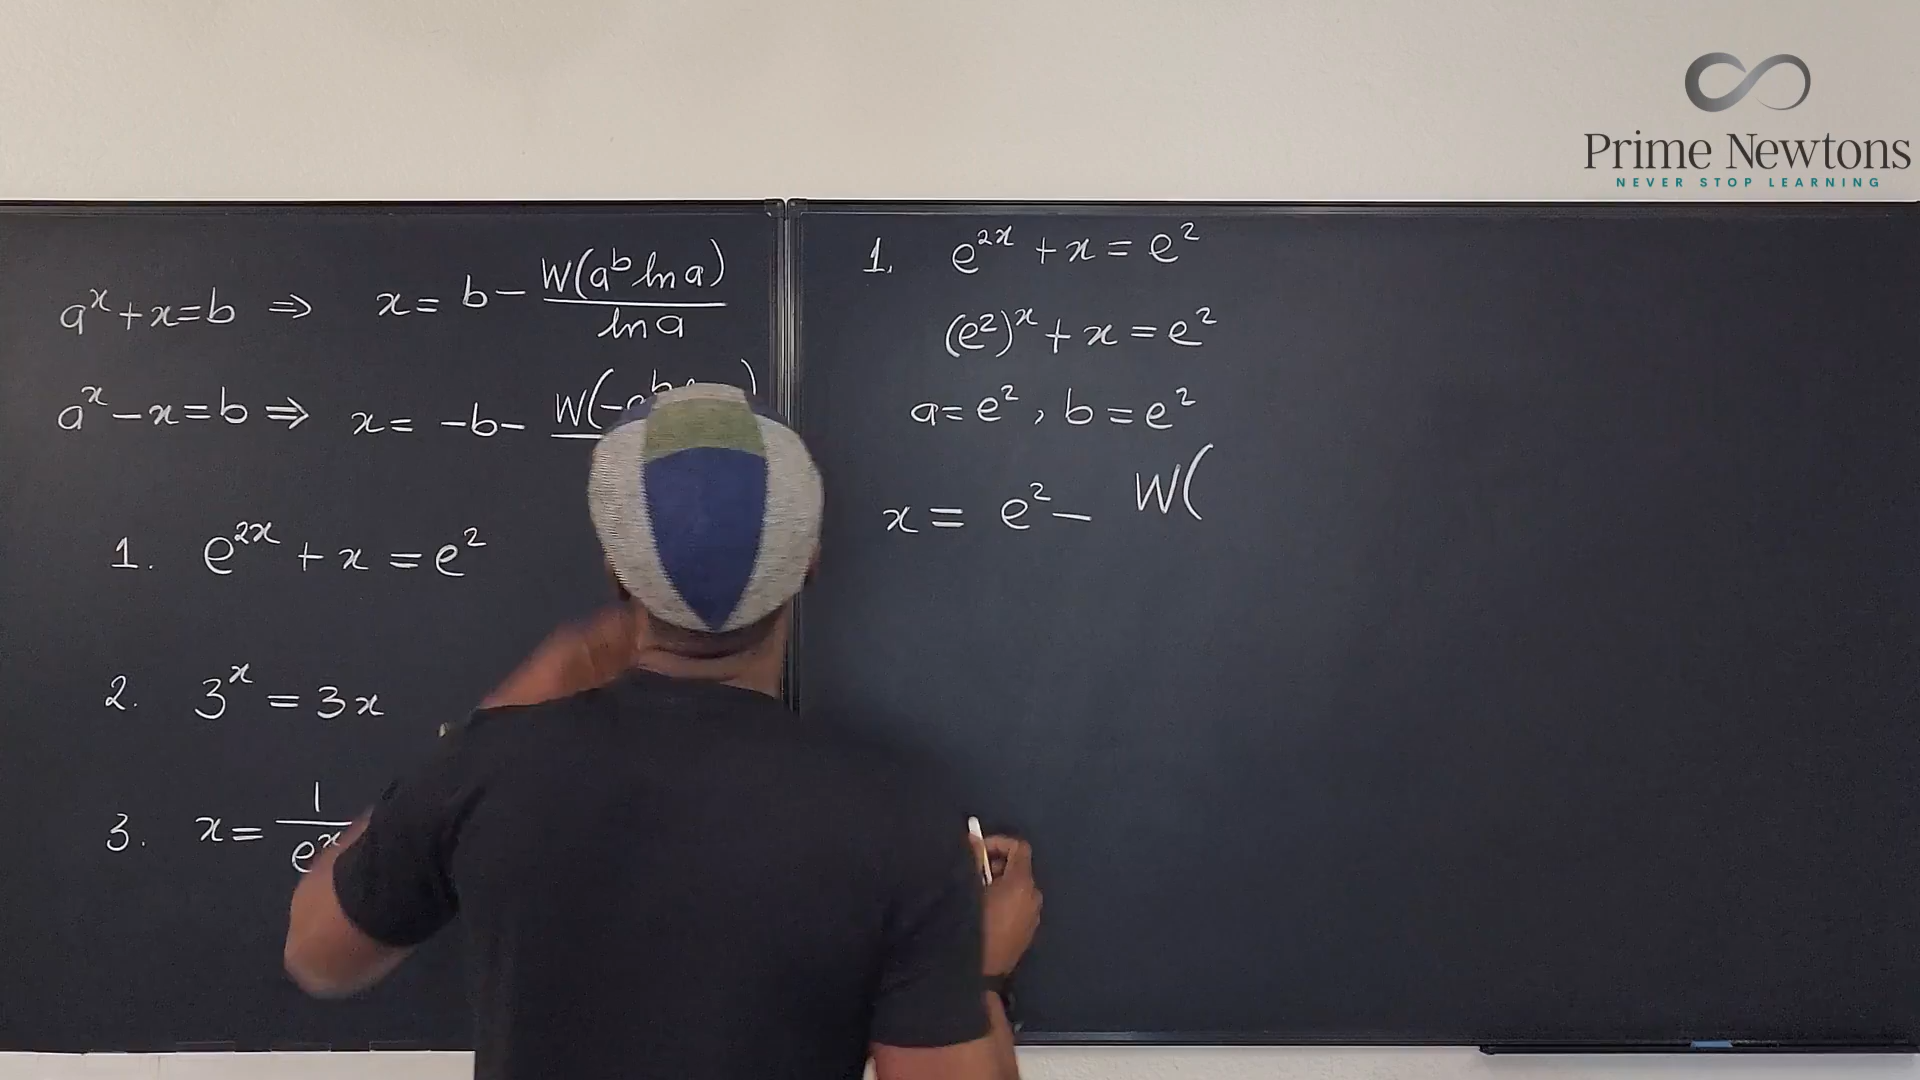 Prime Newtons
NEVER STOP LEARNING
a^x + x = b ⇒ x = b - W(a^b ln a) / ln a
a^x - x = b ⇒ x = -b - W(-a^b
1. e^{2x} + x = e^2
2. 3^x = 3x
3. x = 1 / e^x
1. e^{2x} + x = e^2
(e^2)^x + x = e^2
a = e^2, b = e^2
x = e^2 - W(